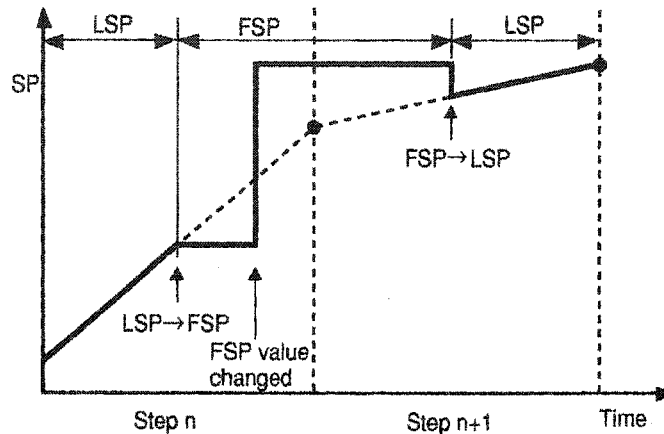 LSP FSP LSP
SP
FSP→LSP
LSP→FSP
FSP value
changed
Step n Step n+1 Time